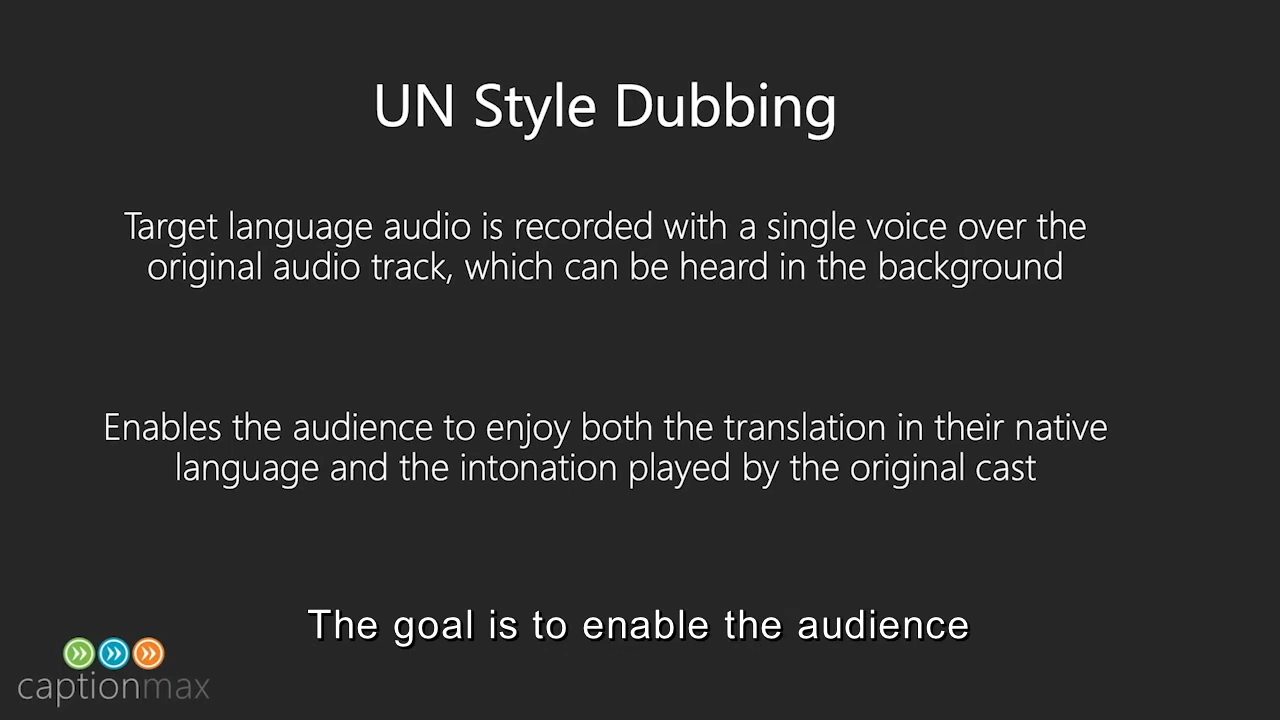 UN Style Dubbing
Target language audio is recorded with a single voice over the
original audio track, which can be heard in the background
Enables the audience to enjoy both the translation in their native
language and the intonation played by the original cast
The goal is to enable the audience
captionmax